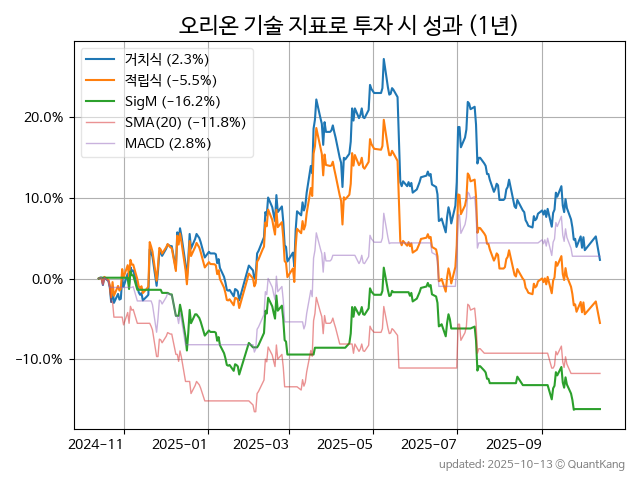 오리온 기술 지표로 투자 시 성과 (1년)
거치식 (2.3%)
적립식 (−5.5%)
SigM (−16.2%)
SMA(20) (−11.8%)
MACD (2.8%)
20.0%
10.0%
0.0%
−10.0%
2024-11 2025-01 2025-03 2025-05 2025-07 2025-09
updated: 2025-10-13 ⓒ QuantKang